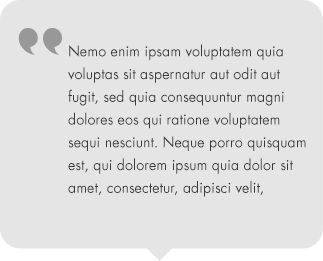 ❝ Nemo enim ipsam voluptatem quia
voluptas sit aspernatur aut odit aut
fugit, sed quia consequuntur magni
dolores eos qui ratione voluptatem
sequi nesciunt. Neque porro quisquam
est, qui dolorem ipsum quia dolor sit
amet, consectetur, adipisci velit,